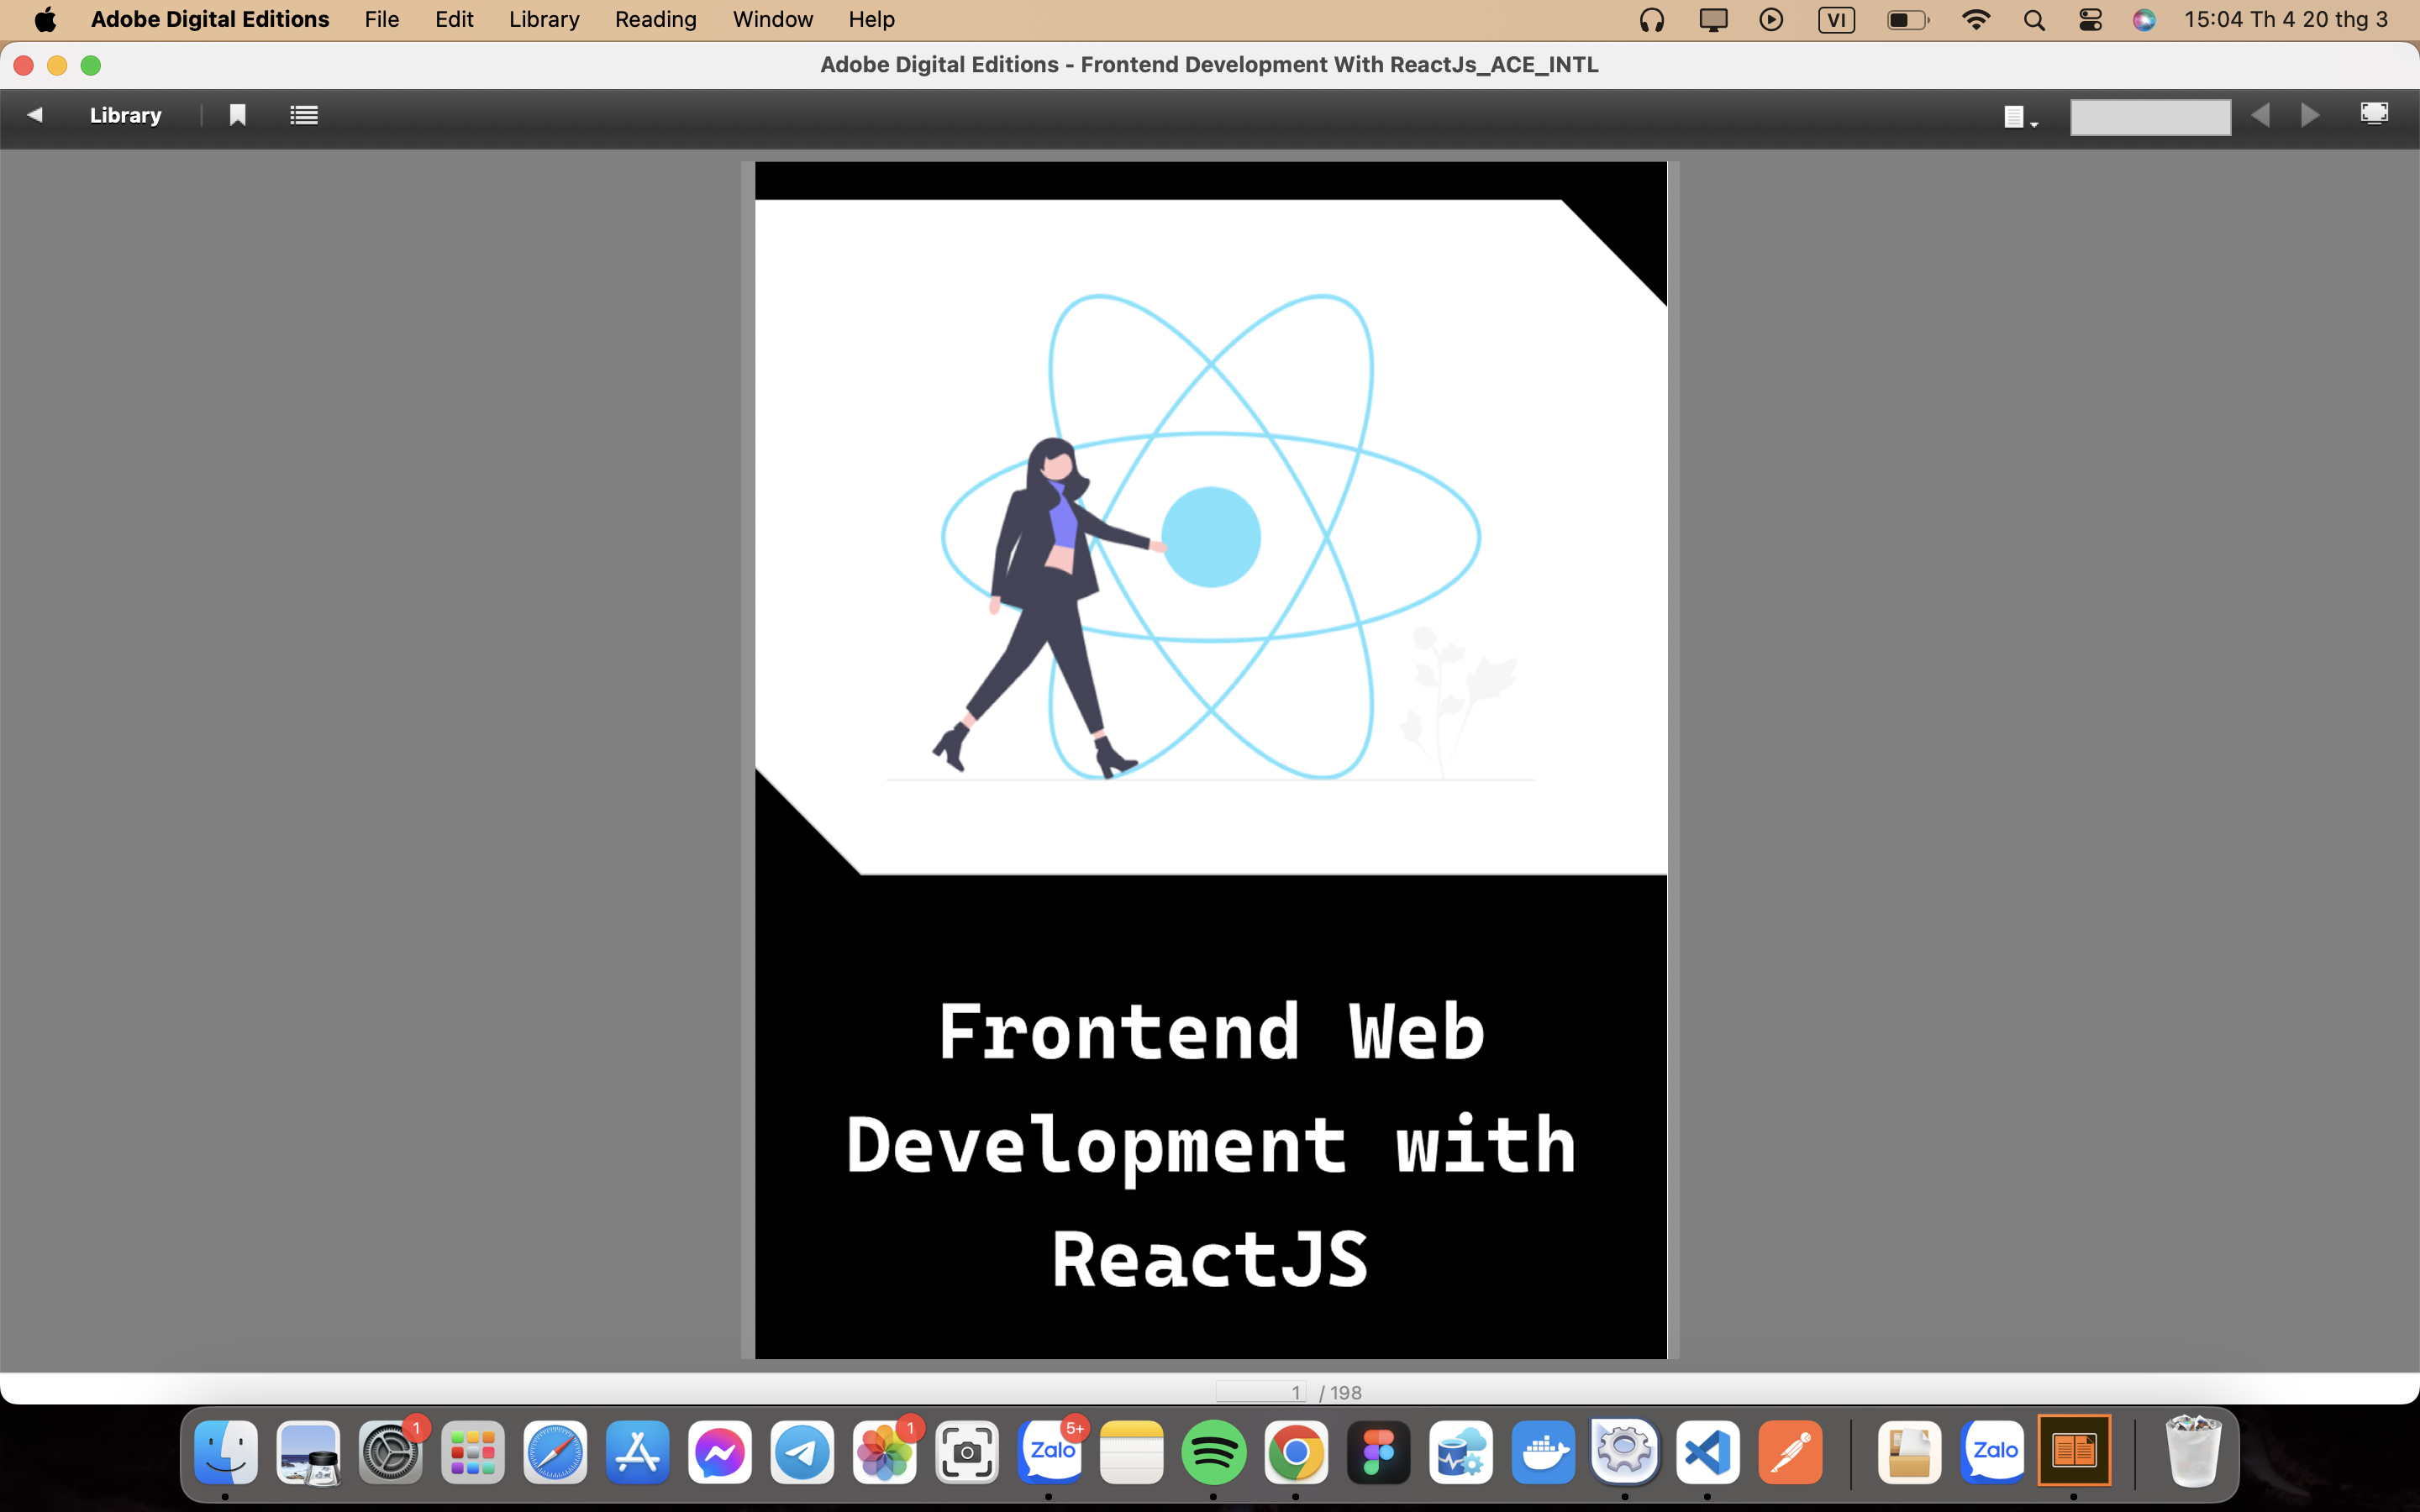 Adobe Digital Editions File Edit Library Reading Window Help VI 15:04 Th 4 20 thg 3
Adobe Digital Editions - Frontend Development With ReactJs_ACE_INTL
Library
Frontend Web
Development with
ReactJS
1 / 198
1 1 Zalo 5+ Zalo